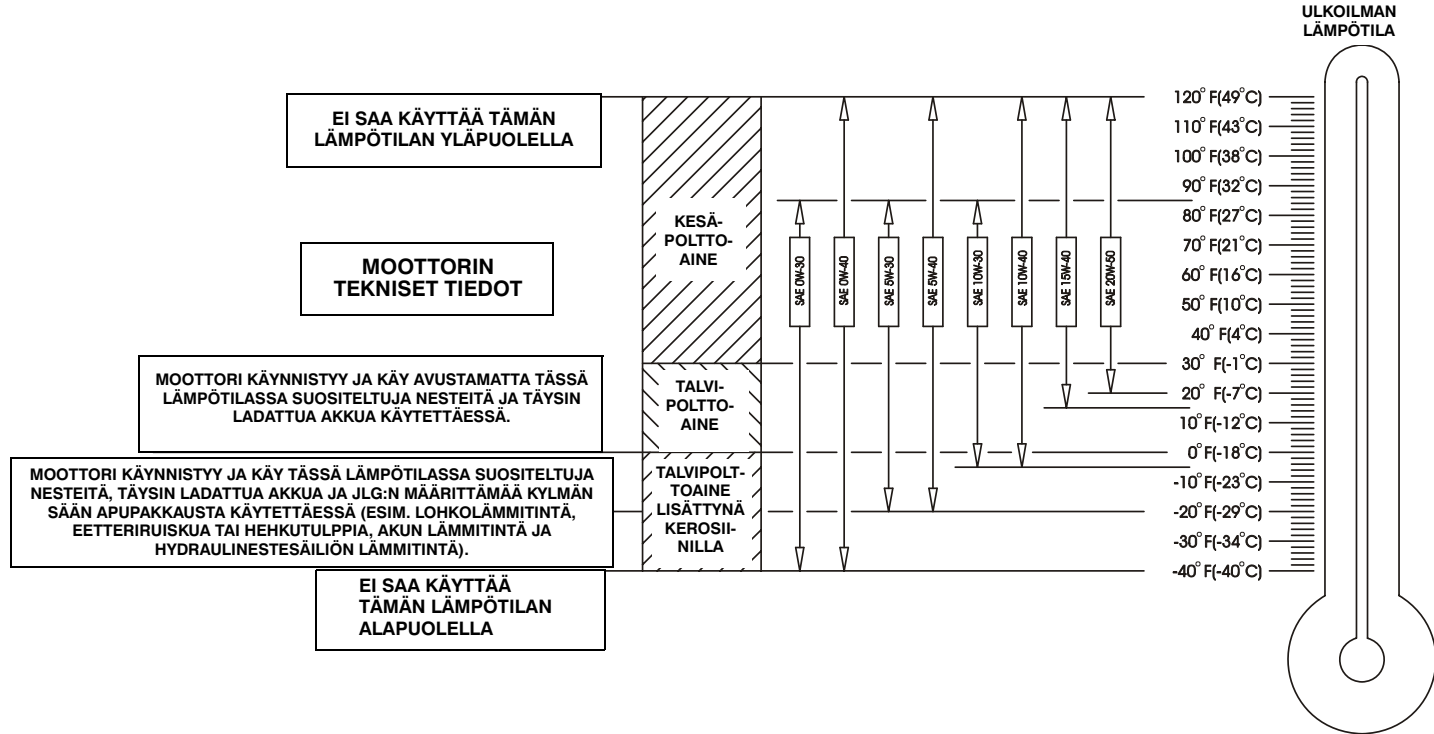 ULKOILMAN
LÄMPÖTILA
EI SAA KÄYTTÄÄ TÄMÄN
LÄMPÖTILAN YLÄPUOLELLA
MOOTTORIN
TEKNISET TIEDOT
MOOTTORI KÄYNNISTYY JA KÄY AVUSTAMATTA TÄSSÄ
LÄMPÖTILASSA SUOSITELTUJA NESTEITÄ JA TÄYSIN
LADATTUA AKKUA KÄYTETTÄESSÄ.
MOOTTORI KÄYNNISTYY JA KÄY TÄSSÄ LÄMPÖTILASSA SUOSITELTUJA
NESTEITÄ, TÄYSIN LADATTUA AKKUA JA JLG:N MÄÄRITTÄMÄÄ KYLMÄN
SÄÄN APUPAKKAUSTA KÄYTETTÄESSÄ (ESIM. LOHKOLÄMMITINTÄ,
EETTERIRUISKUA TAI HEHKUTULPPIA, AKUN LÄMMITINTÄ JA
HYDRAULINESTESÄILIÖN LÄMMITINTÄ).
EI SAA KÄYTTÄÄ
TÄMÄN LÄMPÖTILAN
ALAPUOLELLA
KESÄ-
POLTTO-
AINE
TALVI-
POLTTO-
AINE
TALVIPOLT-
TOAINE
LISÄTTYNÄ
KEROSII-
NILLA
SAE 0W-30
SAE 0W-40
SAE 5W-30
SAE 5W-40
SAE 10W-30
SAE 10W-40
SAE 15W-40
SAE 20W-50
120° F(49°C)
110° F(43°C)
100° F(38°C)
90° F(32°C)
80° F(27°C)
70° F(21°C)
60° F(16°C)
50° F(10°C)
40° F(4°C)
30° F(-1°C)
20° F(-7°C)
10° F(-12°C)
0° F(-18°C)
-10° F(-23°C)
-20° F(-29°C)
-30° F(-34°C)
-40° F(-40°C)